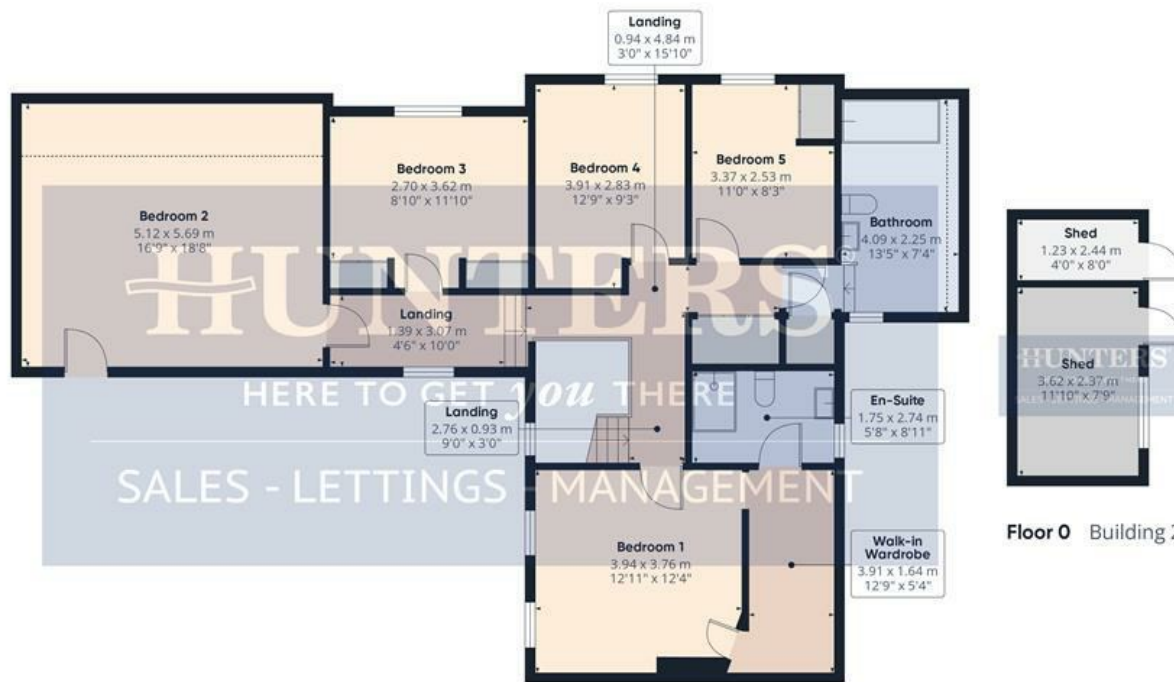 Landing
0.94 x 4.84 m
3'0" x 15'10"
Bedroom 2
5.12 x 5.69 m
16'9" x 18'8"
Bedroom 3
2.70 x 3.62 m
8'10" x 11'10"
Bedroom 4
3.91 x 2.83 m
12'9" x 9'3"
Bedroom 5
3.37 x 2.53 m
11'0" x 8'3"
Bathroom
4.09 x 2.25 m
13'5" x 7'4"
Landing
1.39 x 3.07 m
4'6" x 10'0"
Landing
2.76 x 0.93 m
9'0" x 3'0"
En-Suite
1.75 x 2.74 m
5'8" x 8'11"
Bedroom 1
3.94 x 3.76 m
12'11" x 12'4"
Walk-in
Wardrobe
3.91 x 1.64 m
12'9" x 5'4"
HUNTERS®
HERE TO GET you THERE
SALES - LETTINGS - MANAGEMENT
Shed
1.23 x 2.44 m
4'0" x 8'0"
Shed
3.62 x 2.37 m
11'10" x 7'9"
HUNTERS
SALES - LETTINGS - MANAGEMENT
Floor 0 Building 2